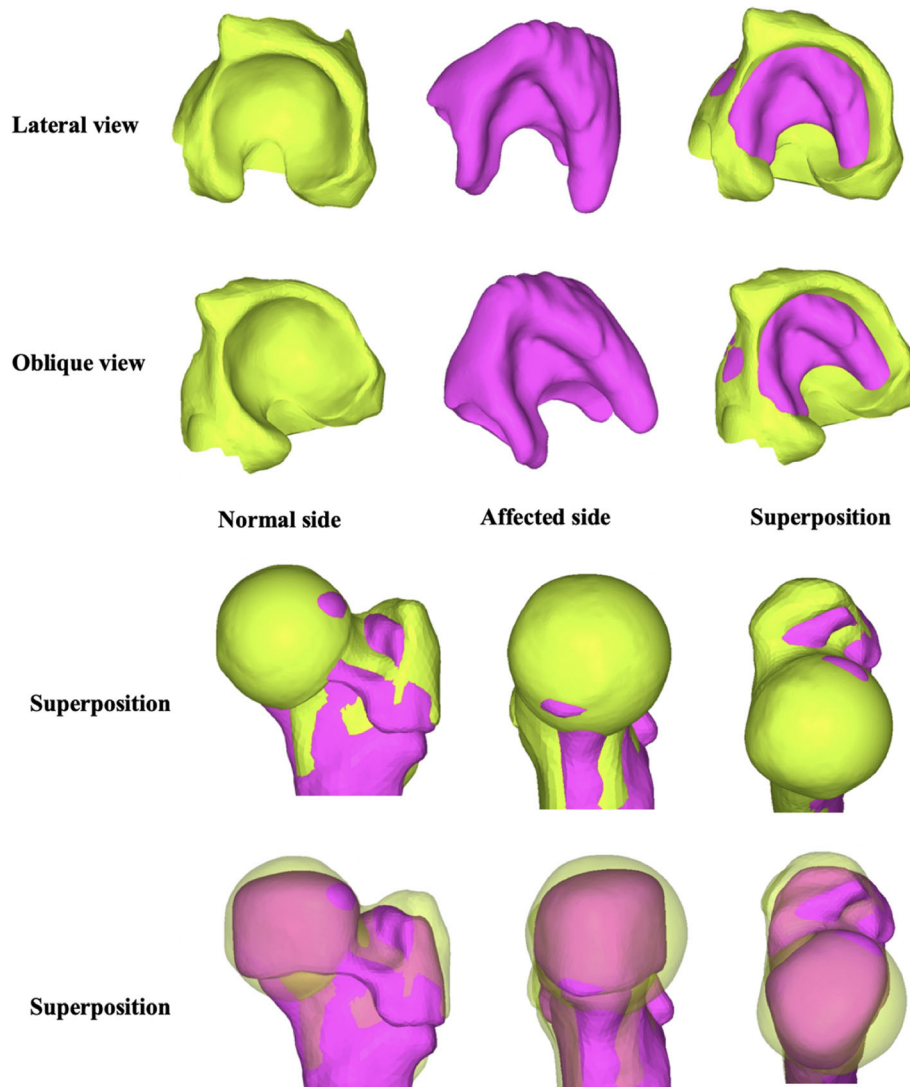 Lateral view
Oblique view
Normal side Affected side Superposition
Superposition
Superposition